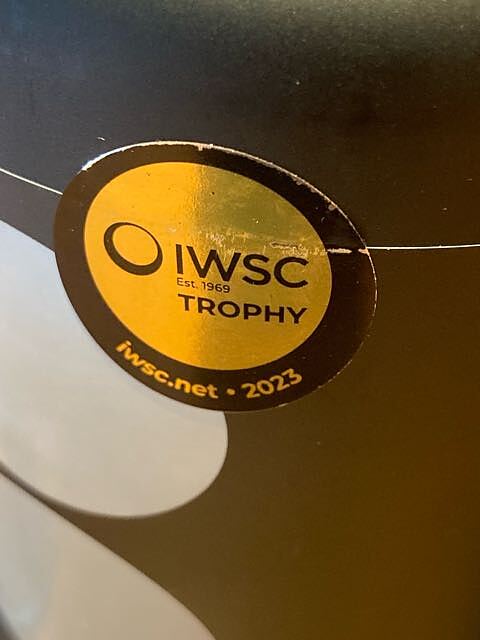 IWSC
Est. 1969
TROPHY
iwsc.net • 2023